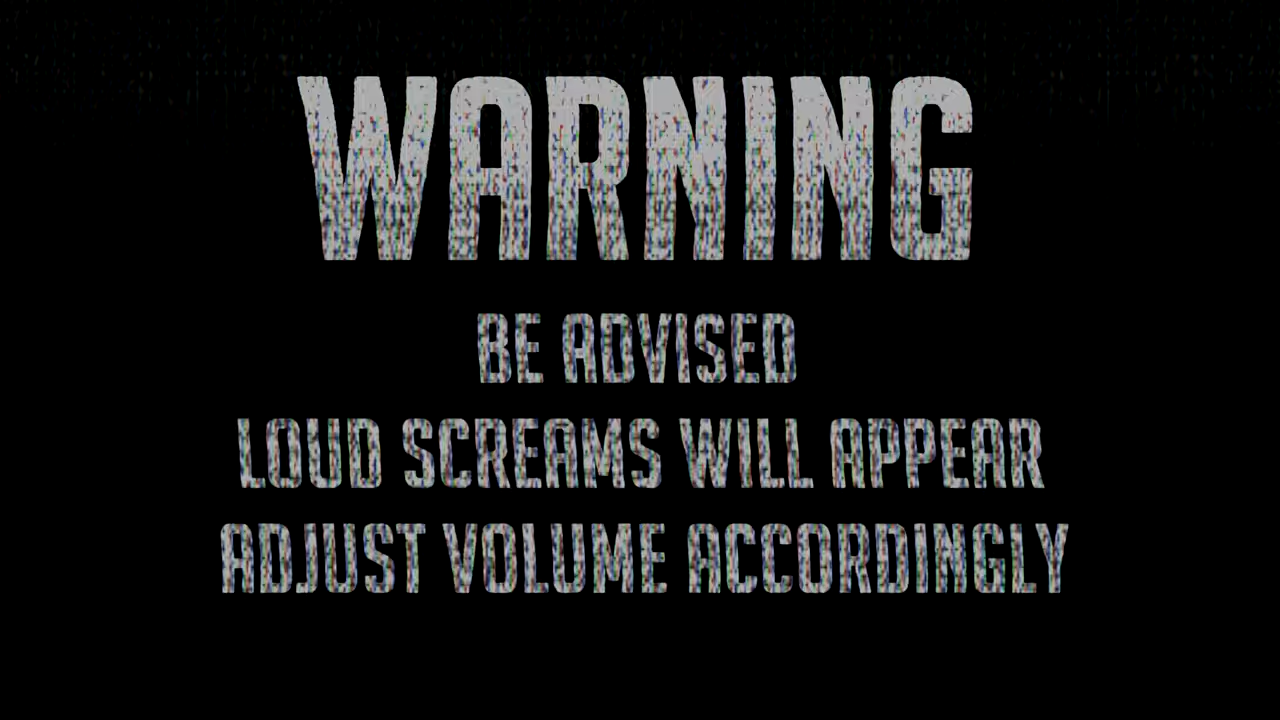 WARNING
BE ADVISED
LOUD SCREAMS WILL APPEAR
ADJUST VOLUME ACCORDINGLY